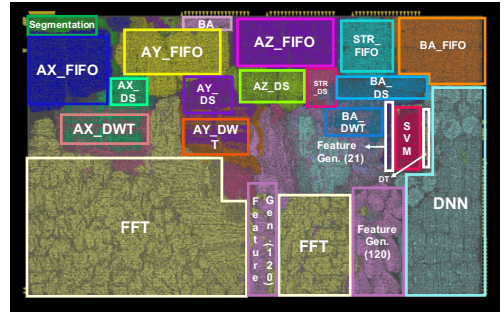 Segmentation
BA
AX_FIFO
AY_FIFO
AZ_FIFO
STR_
FIFO
BA_FIFO
AX_
DS
AY_
DS
AZ_DS
STR
_DS
BA_
DS
AX_DWT
AY_DW
T
BA_
DWT
S
V
M
Feature
Gen. (21)
DT
FFT
Feature
Gen. (120)
FFT
Feature
Gen.
(120)
DNN